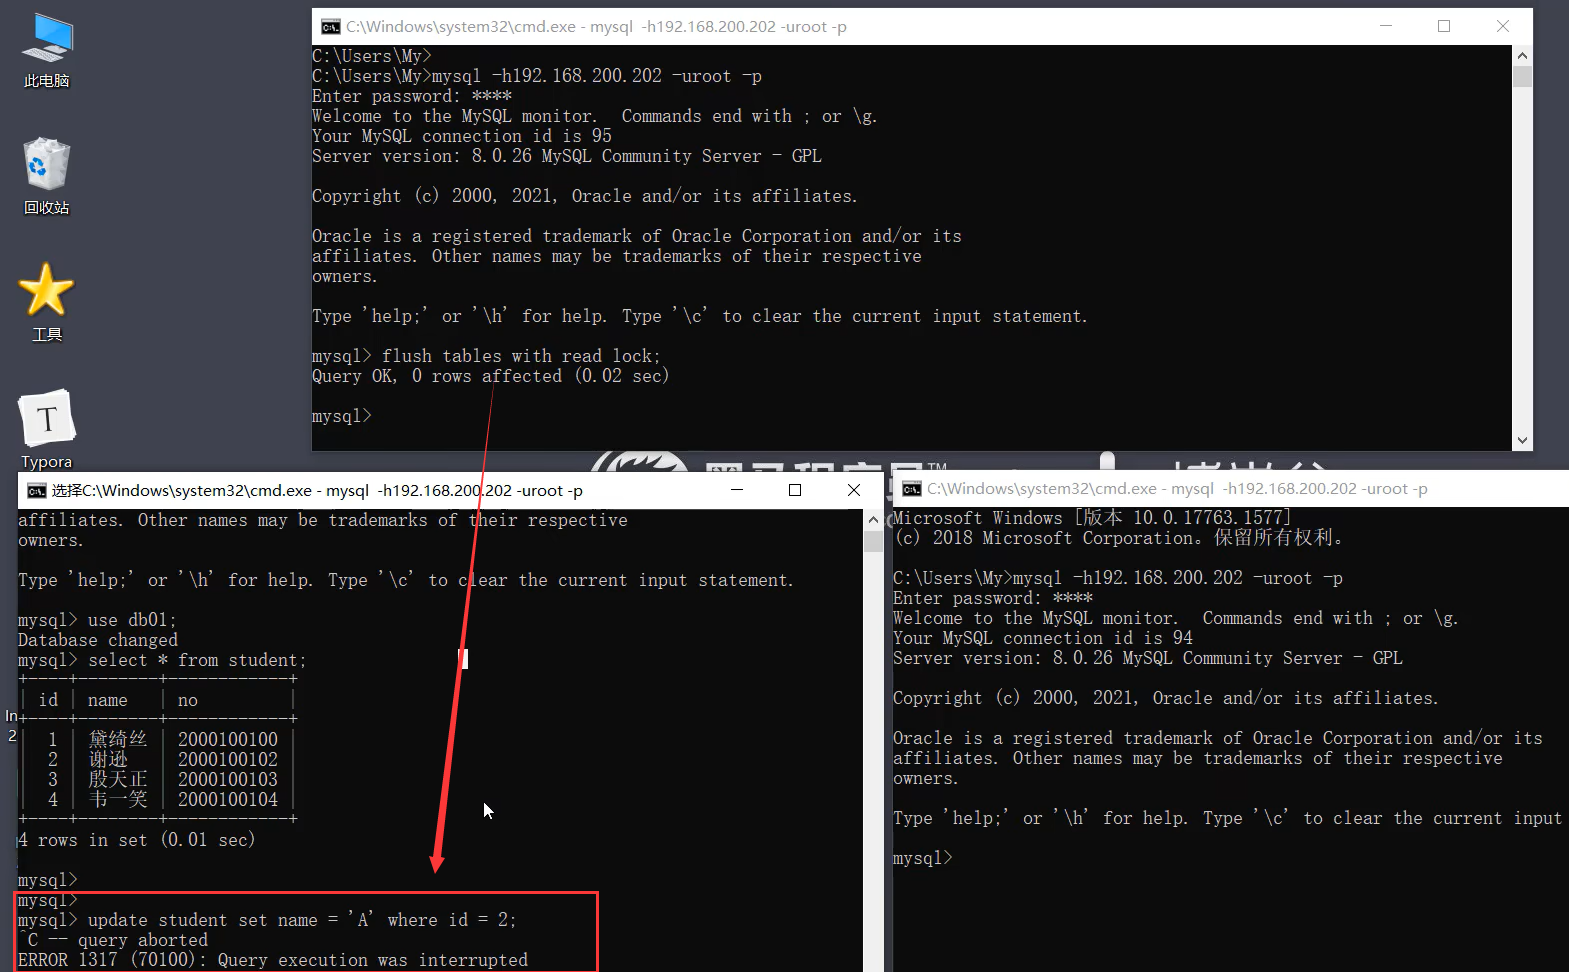 此电脑
回收站
工具
T
Typora
In
2
C:\Windows\system32\cmd.exe - mysql  -h192.168.200.202 -uroot -p
C:\Users\My>
C:\Users\My>mysql -h192.168.200.202 -uroot -p
Enter password: ****
Welcome to the MySQL monitor.  Commands end with ; or \g.
Your MySQL connection id is 95
Server version: 8.0.26 MySQL Community Server - GPL
Copyright (c) 2000, 2021, Oracle and/or its affiliates.
Oracle is a registered trademark of Oracle Corporation and/or its
affiliates. Other names may be trademarks of their respective
owners.
Type 'help;' or '\h' for help. Type '\c' to clear the current input statement.
mysql> flush tables with read lock;
Query OK, 0 rows affected (0.02 sec)
mysql>
选择C:\Windows\system32\cmd.exe - mysql  -h192.168.200.202 -uroot -p
affiliates. Other names may be trademarks of their respective
owners.
Type 'help;' or '\h' for help. Type '\c' to clear the current input statement.
mysql> use db01;
Database changed
mysql> select * from student;
+----+--------+------------+
| id | name   | no         |
+----+--------+------------+
|  1 | 黛绮丝 | 2000100100 |
|  2 | 谢逊   | 2000100102 |
|  3 | 殷天正 | 2000100103 |
|  4 | 韦一笑 | 2000100104 |
+----+--------+------------+
4 rows in set (0.01 sec)
mysql>
mysql>
mysql> update student set name = 'A' where id = 2;
^C -- query aborted
ERROR 1317 (70100): Query execution was interrupted
C:\Windows\system32\cmd.exe - mysql  -h192.168.200.202 -uroot -p
Microsoft Windows [版本 10.0.17763.1577]
(c) 2018 Microsoft Corporation。保留所有权利。
C:\Users\My>mysql -h192.168.200.202 -uroot -p
Enter password: ****
Welcome to the MySQL monitor.  Commands end with ; or \g.
Your MySQL connection id is 94
Server version: 8.0.26 MySQL Community Server - GPL
Copyright (c) 2000, 2021, Oracle and/or its affiliates.
Oracle is a registered trademark of Oracle Corporation and/or its
affiliates. Other names may be trademarks of their respective
owners.
Type 'help;' or '\h' for help. Type '\c' to clear the current input
mysql>